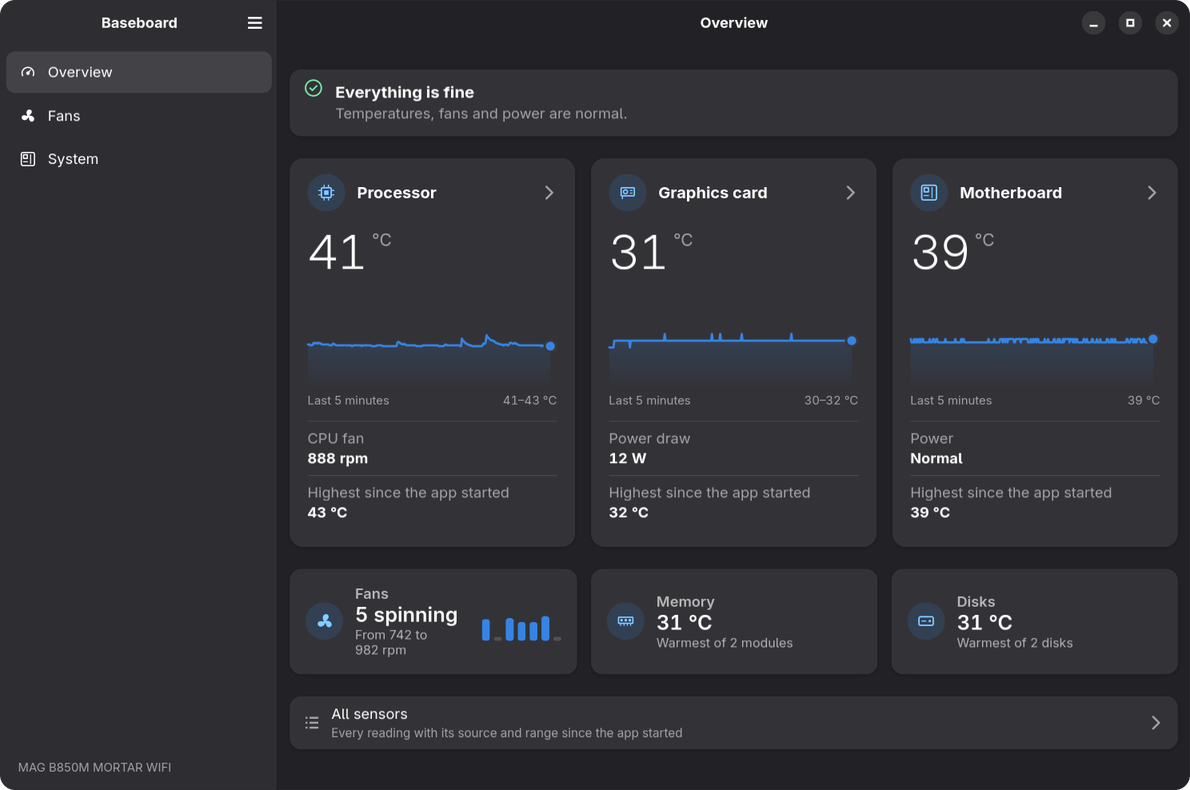 Baseboard
Overview
Overview
Fans
System
MAG B850M MORTAR WIFI
Everything is fine
Temperatures, fans and power are normal.
Processor
41 °C
Last 5 minutes 41–43 °C
CPU fan
888 rpm
Highest since the app started
43 °C
Graphics card
31 °C
Last 5 minutes 30–32 °C
Power draw
12 W
Highest since the app started
32 °C
Motherboard
39 °C
Last 5 minutes 39 °C
Power
Normal
Highest since the app started
39 °C
Fans
5 spinning
From 742 to
982 rpm
Memory
31 °C
Warmest of 2 modules
Disks
31 °C
Warmest of 2 disks
All sensors
Every reading with its source and range since the app started